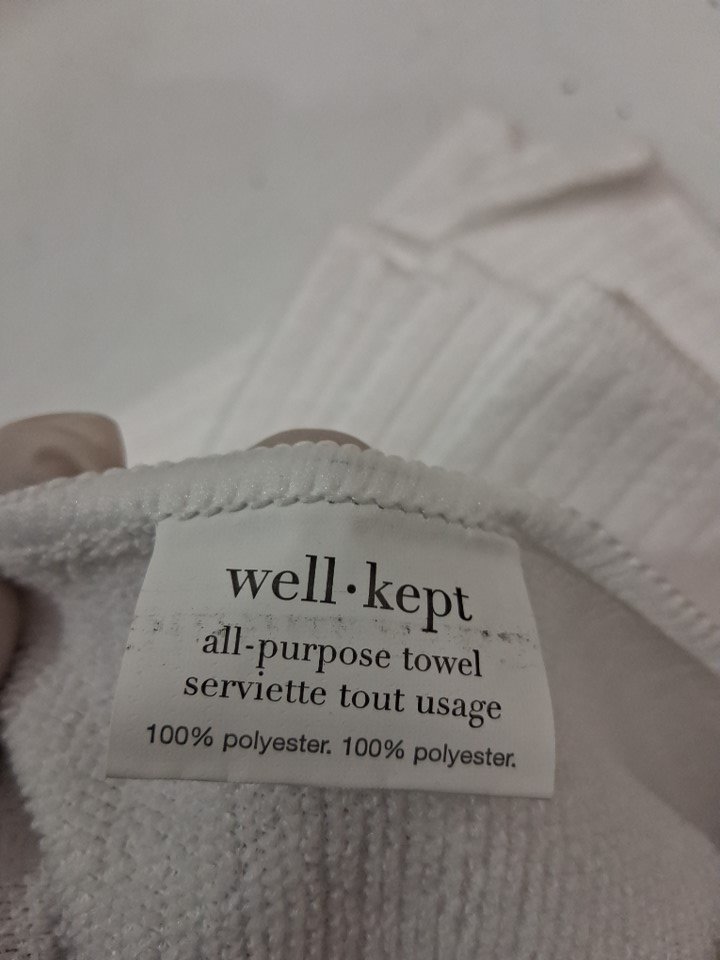 well·kept
all-purpose towel
serviette tout usage
100% polyester. 100% polyester.